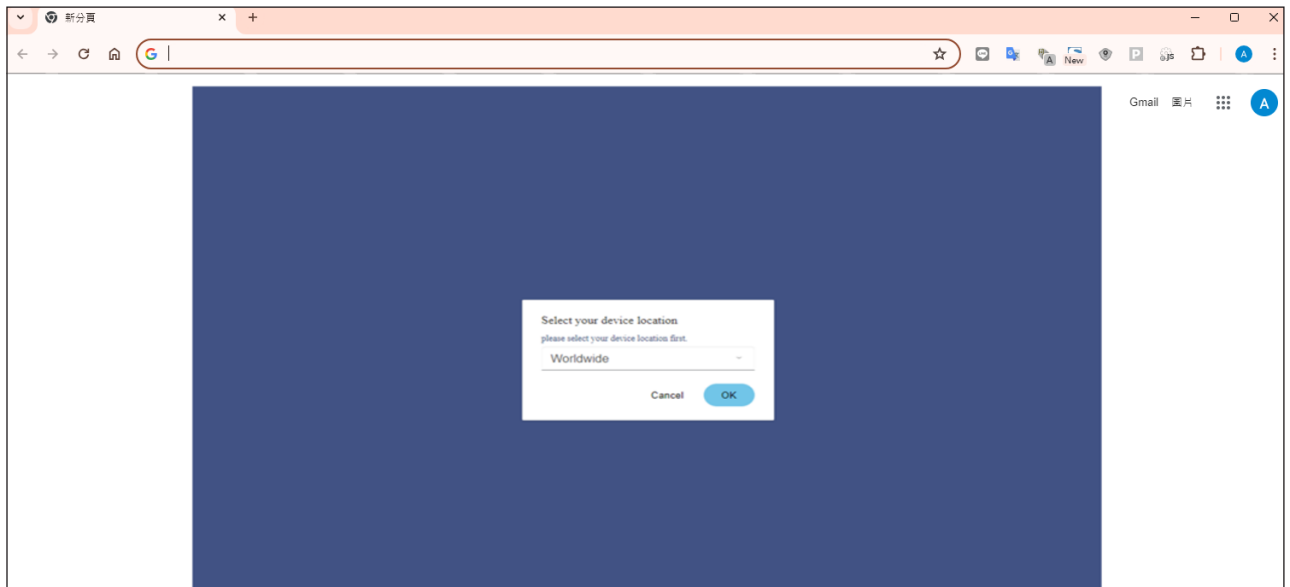 新分頁
New
Gmail 圖片
A
Select your device location
please select your device location first.
Worldwide
Cancel OK